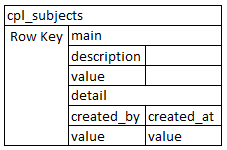 cpl_subjects
Row Key main
description
value
detail
created_by created_at
value value